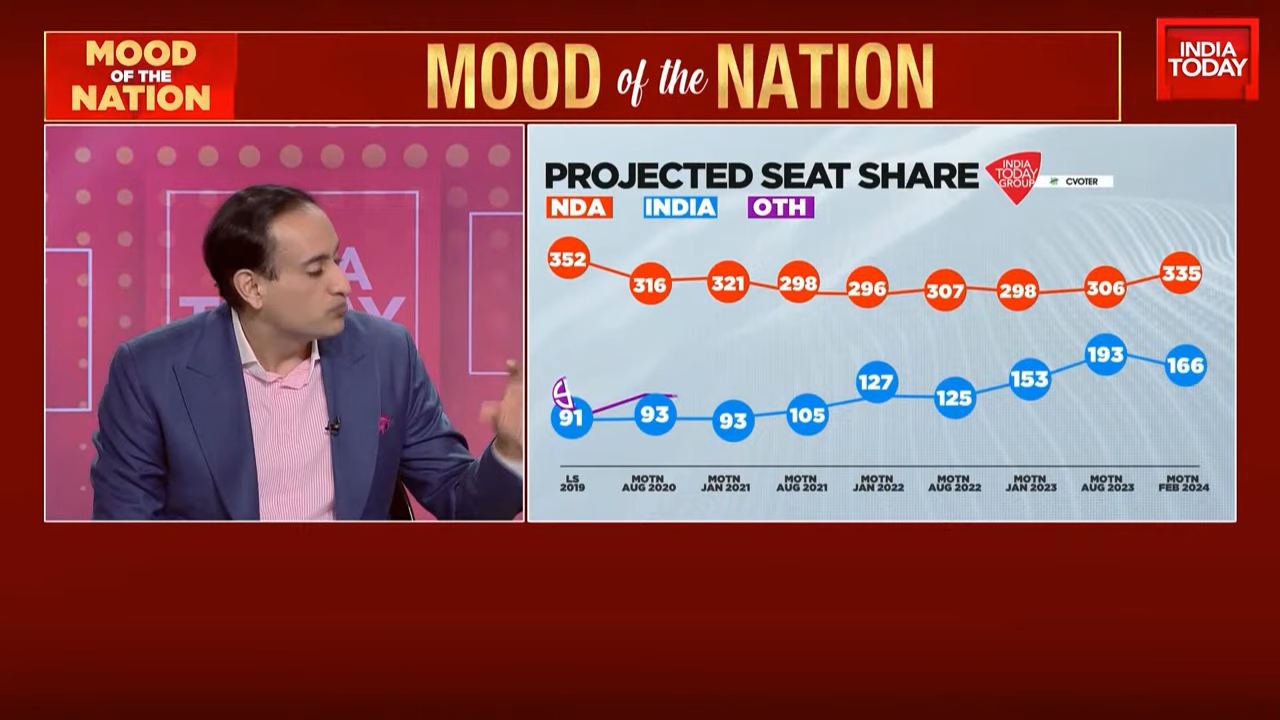 MOOD
OF THE
NATION
MOOD of the NATION
INDIA
TODAY
PROJECTED SEAT SHARE
INDIA
TODAY
GROUP
CVOTER
NDA INDIA OTH
352 316 321 298 296 307 298 306 335
91 93 93 105 127 125 153 193 166
LS
2019
MOTN
AUG 2020
MOTN
JAN 2021
MOTN
AUG 2021
MOTN
JAN 2022
MOTN
AUG 2022
MOTN
JAN 2023
MOTN
AUG 2023
MOTN
FEB 2024